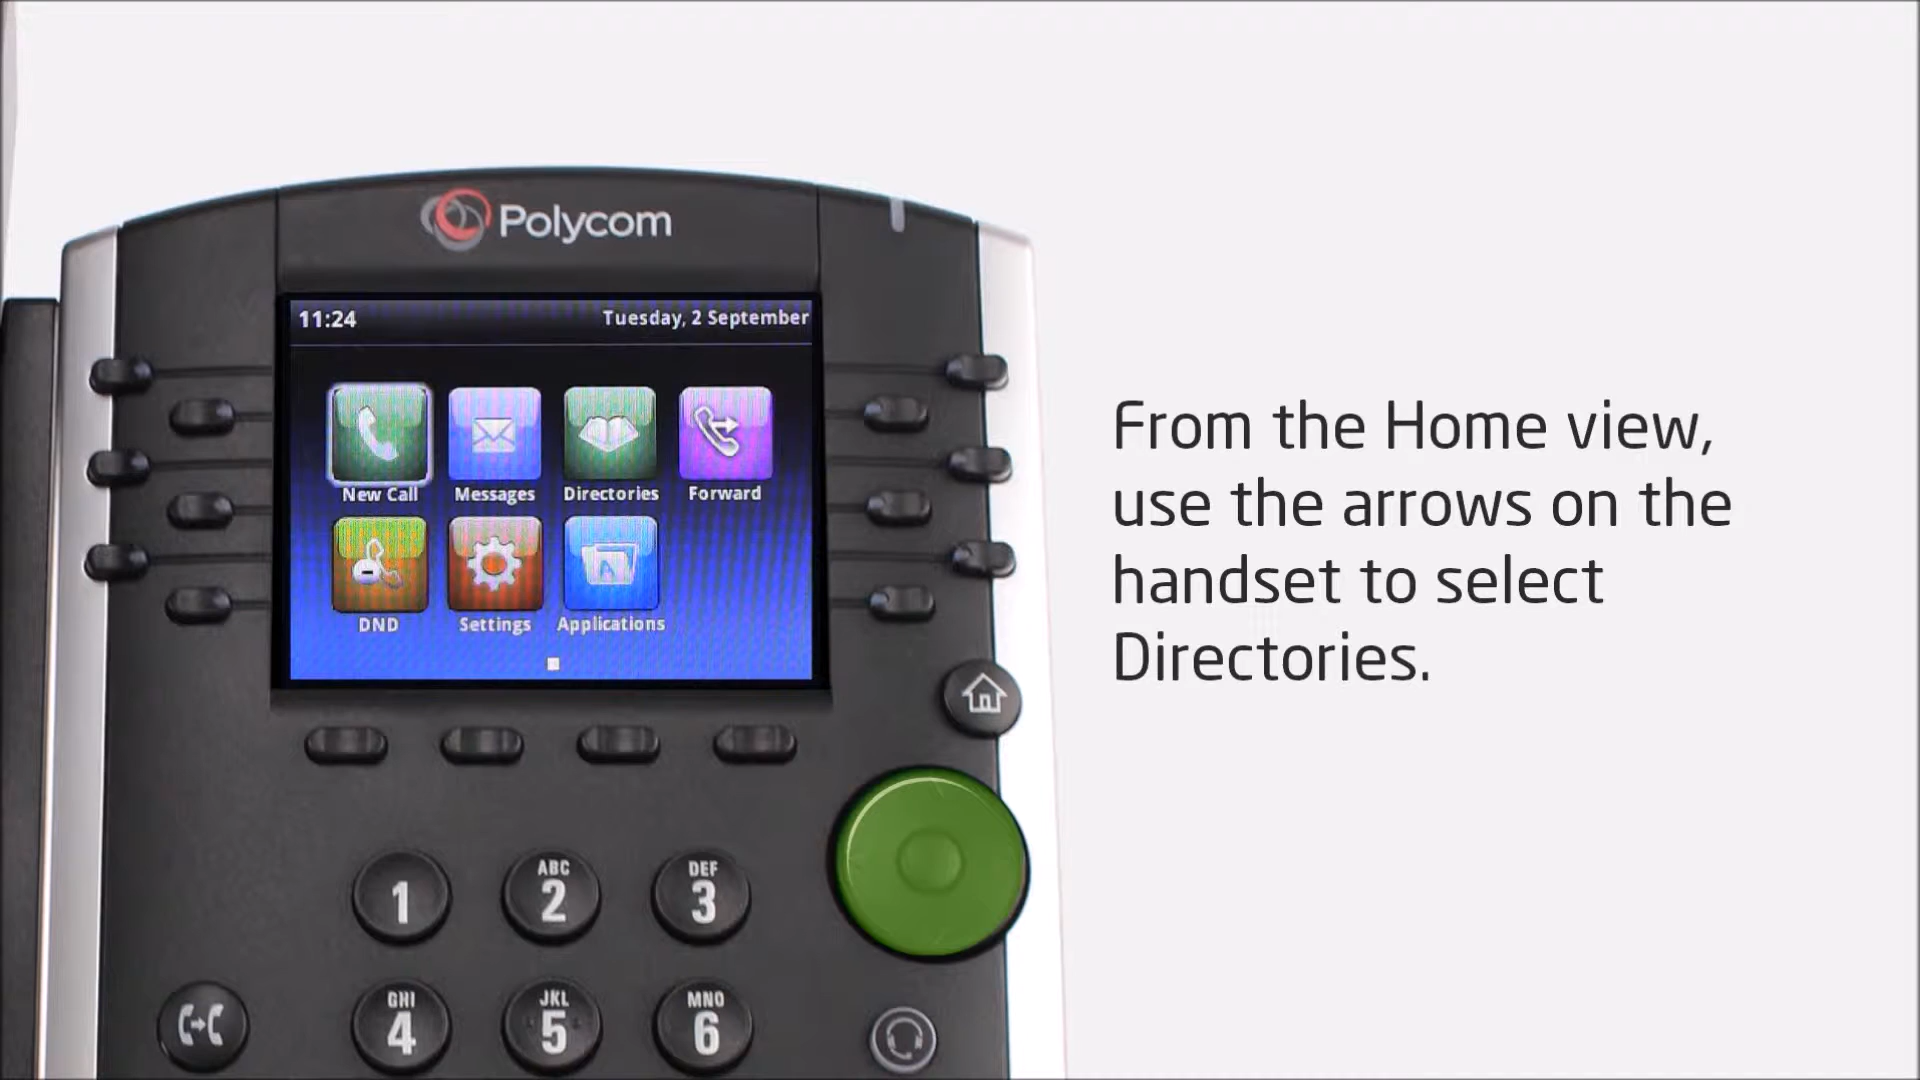 Polycom
11:24 Tuesday, 2 September
New Call Messages Directories Forward
DND Settings Applications
From the Home view,
use the arrows on the
handset to select
Directories.
1 ABC 2 DEF 3
GHI 4 JKL 5 MNO 6